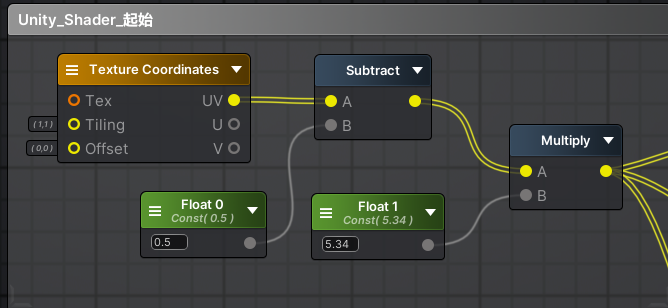 Unity_Shader_起始
Texture Coordinates
Tex
UV
(1,1)
Tiling
U
(0,0)
Offset
V
Subtract
A
B
Multiply
A
B
Float 0
Const( 0.5 )
0.5
Float 1
Const( 5.34 )
5.34